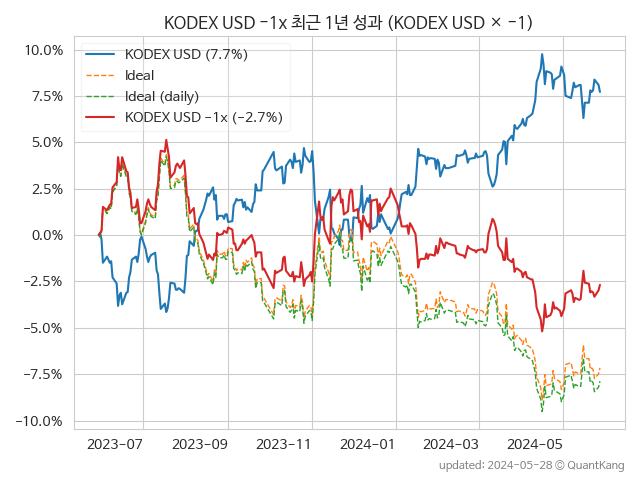 KODEX USD -1x 최근 1년 성과 (KODEX USD × -1)
10.0%
7.5%
5.0%
2.5%
0.0%
-2.5%
-5.0%
-7.5%
-10.0%
KODEX USD (7.7%)
Ideal
Ideal (daily)
KODEX USD -1x (-2.7%)
2023-07 2023-09 2023-11 2024-01 2024-03 2024-05
updated: 2024-05-28 © QuantKang